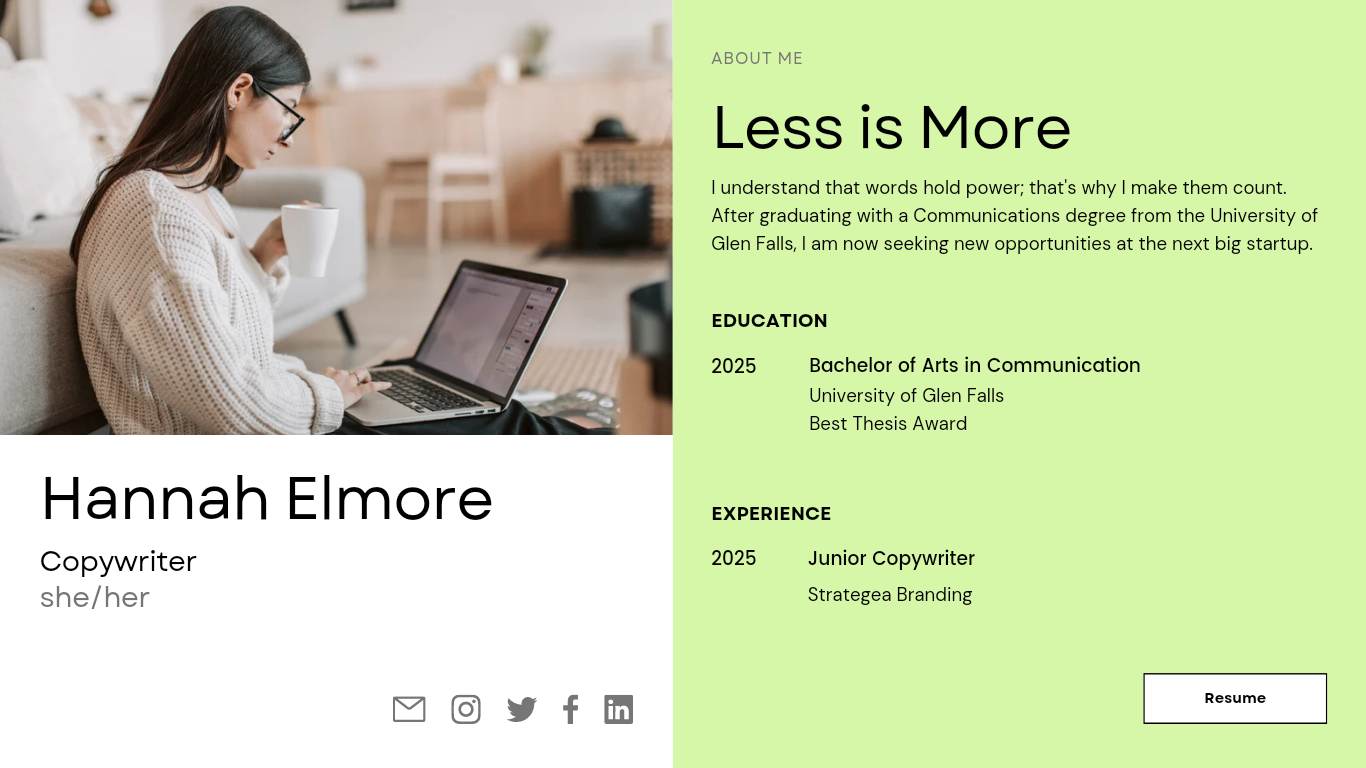 Hannah Elmore
Copywriter
she/her
ABOUT ME
Less is More
I understand that words hold power; that's why I make them count.
After graduating with a Communications degree from the University of
Glen Falls, I am now seeking new opportunities at the next big startup.
EDUCATION
2025 Bachelor of Arts in Communication
University of Glen Falls
Best Thesis Award
EXPERIENCE
2025 Junior Copywriter
Strategea Branding
Resume